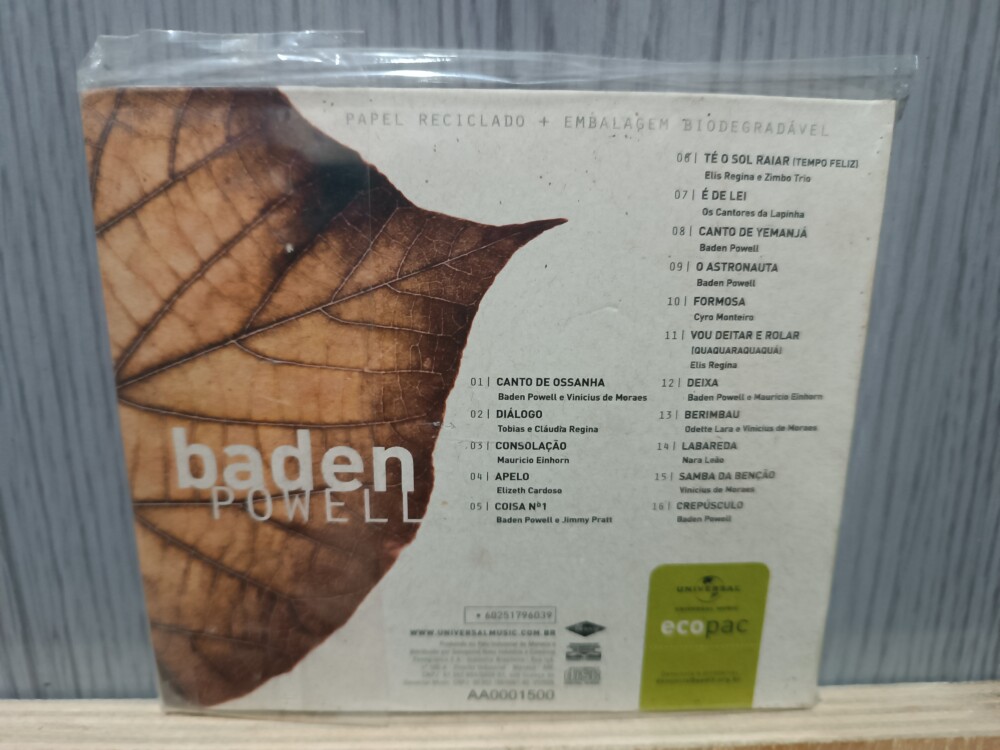 PAPEL RECICLADO + EMBALAGEM BIODEGRADÁVEL
baden
POWELL
01 | CANTO DE OSSANHA
Baden Powell e Vinicius de Moraes
02 | DIÁLOGO
Tobias e Cláudia Regina
03 | CONSOLAÇÃO
Mauricio Einhorn
04 | APELO
Elizeth Cardoso
05 | COISA Nº1
Baden Powell e Jimmy Pratt
06 | TÉ O SOL RAIAR (TEMPO FELIZ)
Elis Regina e Zimbo Trio
07 | É DE LEI
Os Cantores da Lapinha
08 | CANTO DE YEMANJÁ
Baden Powell
09 | O ASTRONAUTA
Baden Powell
10 | FORMOSA
Cyro Monteiro
11 | VOU DEITAR E ROLAR
(QUAQUARAQUAQUÁ)
Elis Regina
12 | DEIXA
Baden Powell e Mauricio Einhorn
13 | BERIMBAU
Odette Lara e Vinicius de Moraes
14 | LABAREDA
Nara Leão
15 | SAMBA DA BENÇÃO
Vinicius de Moraes
16 | CREPÚSCULO
Baden Powell
60251796039
WWW.UNIVERSALMUSIC.COM.BR
AA0001500
UNIVERSAL
UNIVERSAL MUSIC
ecopac